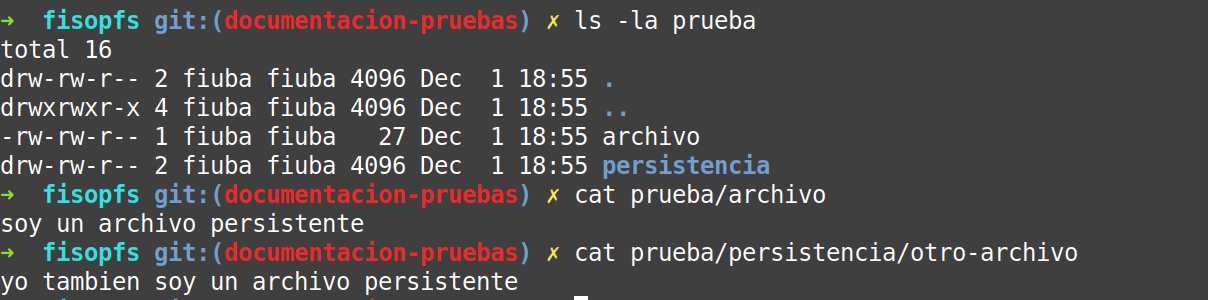 ➜  fisopfs git:(documentacion-pruebas) ✗ ls -la prueba
total 16
drw-rw-r-- 2 fiuba fiuba 4096 Dec  1 18:55 .
drwxrwxr-x 4 fiuba fiuba 4096 Dec  1 18:55 ..
-rw-rw-r-- 1 fiuba fiuba   27 Dec  1 18:55 archivo
drw-rw-r-- 2 fiuba fiuba 4096 Dec  1 18:55 persistencia
➜  fisopfs git:(documentacion-pruebas) ✗ cat prueba/archivo
soy un archivo persistente
➜  fisopfs git:(documentacion-pruebas) ✗ cat prueba/persistencia/otro-archivo
yo tambien soy un archivo persistente